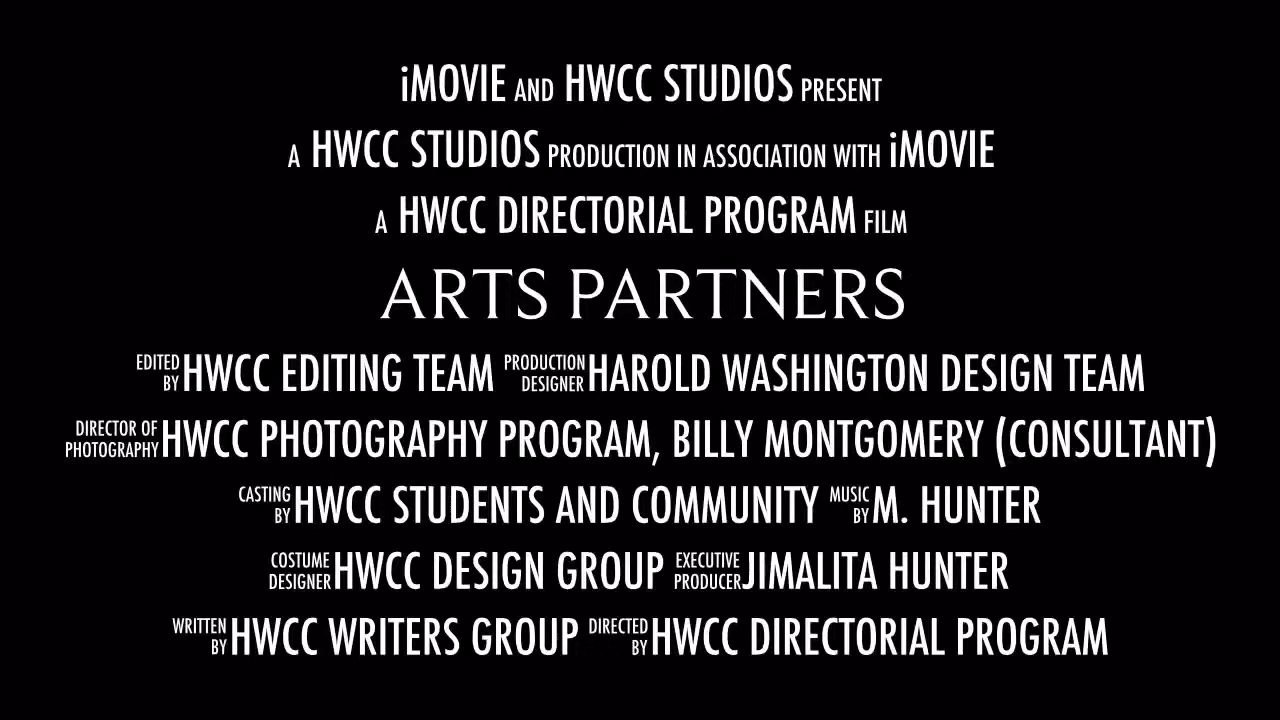 iMOVIE AND HWCC STUDIOS PRESENT
A HWCC STUDIOS PRODUCTION IN ASSOCIATION WITH iMOVIE
A HWCC DIRECTORIAL PROGRAM FILM
ARTS PARTNERS
EDITED BY HWCC EDITING TEAM PRODUCTION DESIGNER HAROLD WASHINGTON DESIGN TEAM
DIRECTOR OF PHOTOGRAPHY HWCC PHOTOGRAPHY PROGRAM, BILLY MONTGOMERY (CONSULTANT)
CASTING BY HWCC STUDENTS AND COMMUNITY MUSIC BY M. HUNTER
COSTUME DESIGNER HWCC DESIGN GROUP EXECUTIVE PRODUCER JIMALITA HUNTER
WRITTEN BY HWCC WRITERS GROUP DIRECTED BY HWCC DIRECTORIAL PROGRAM